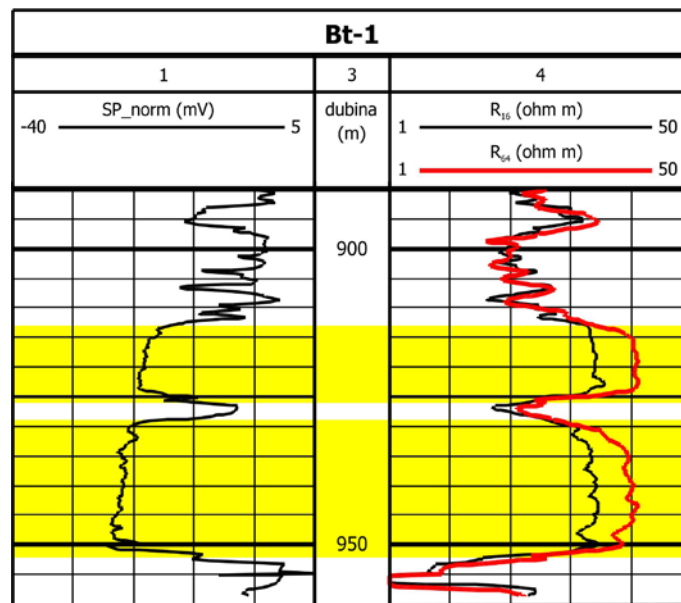 Bt-1
1 3 4
SP_norm (mV)
-40 5
dubina
(m)
R₁₆ (ohm m)
1 50
R₆₄ (ohm m)
1 50
900
950